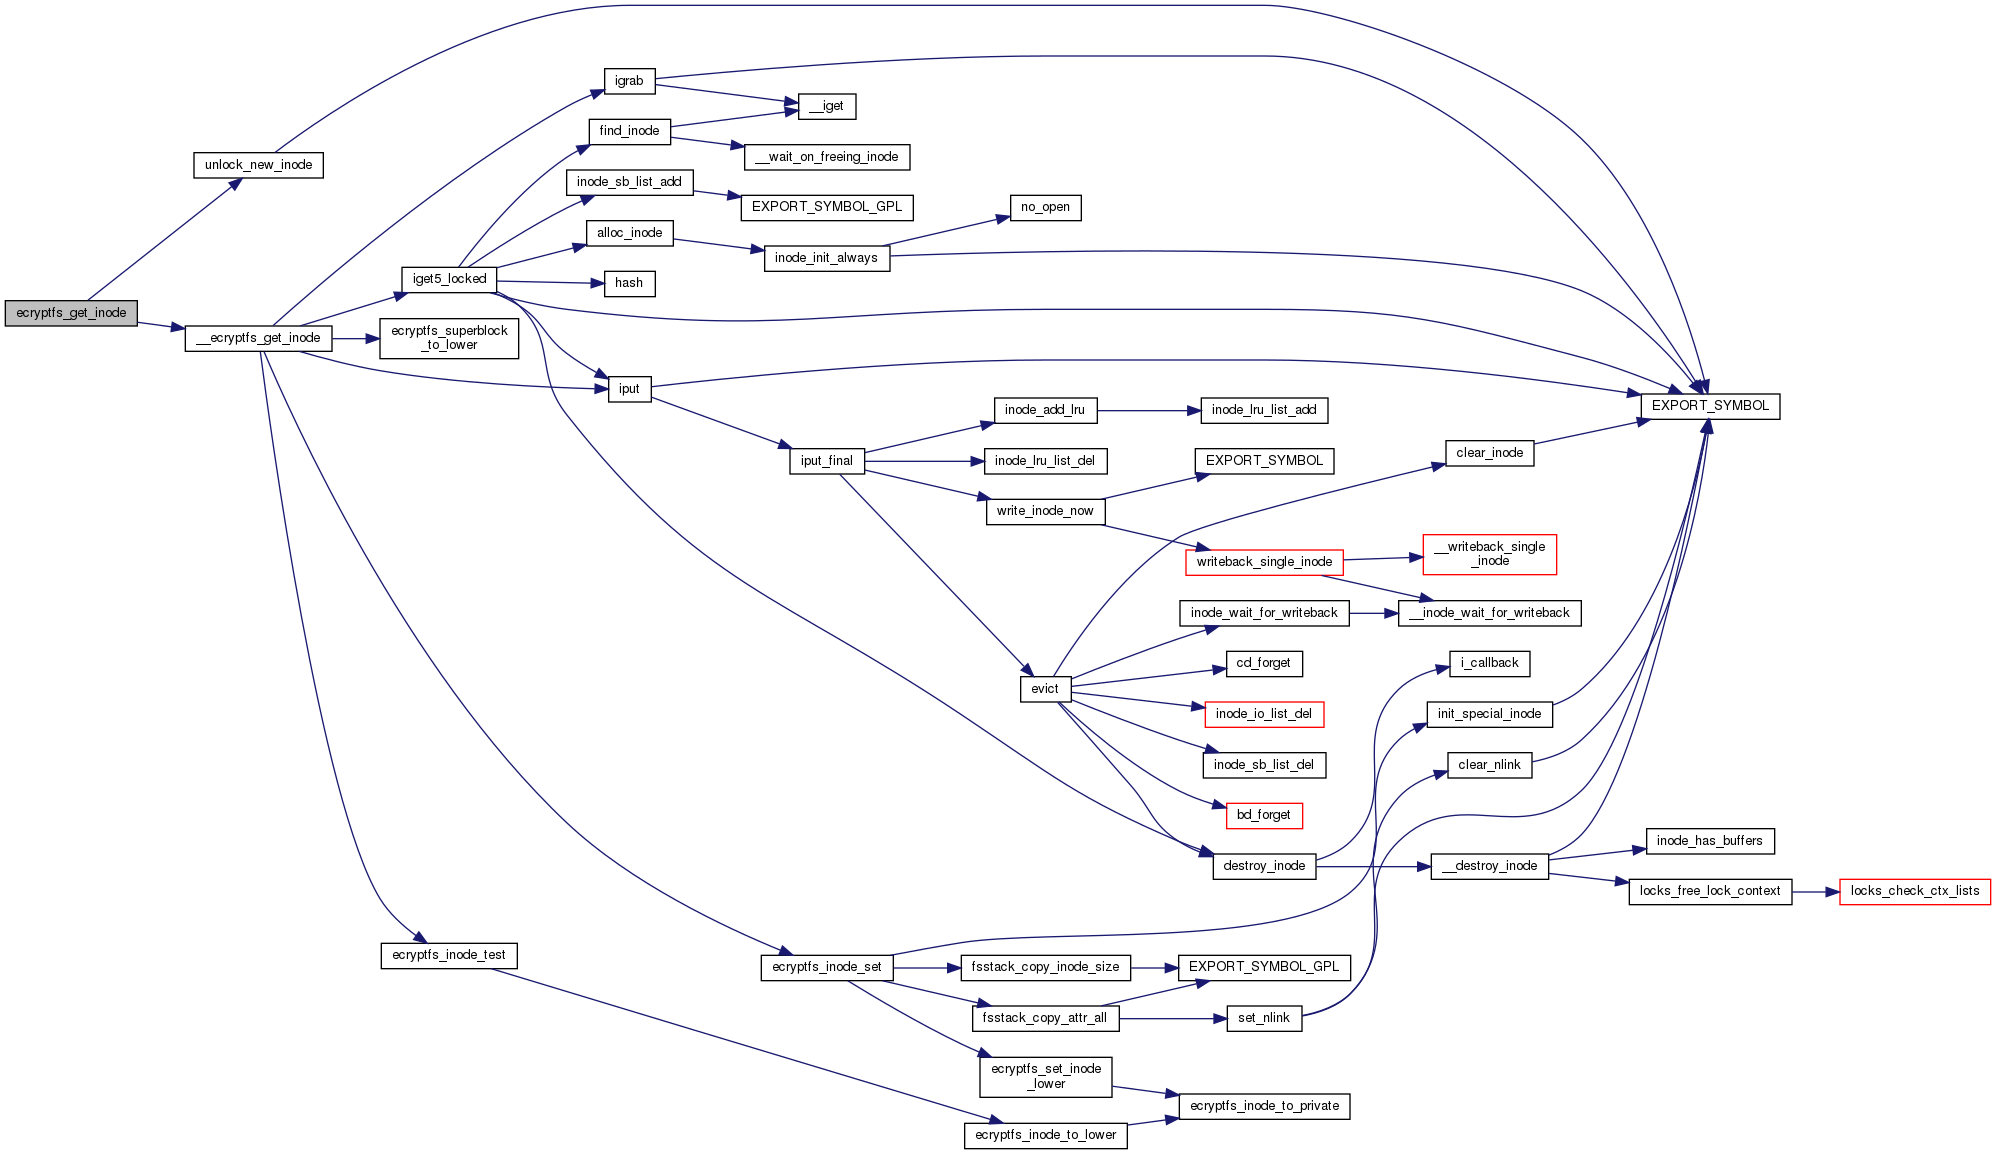 igrab
__iget
find_inode
__wait_on_freeing_inode
unlock_new_inode
inode_sb_list_add
EXPORT_SYMBOL_GPL
no_open
alloc_inode
inode_init_always
iget5_locked
hash
ecryptfs_get_inode
__ecryptfs_get_inode
ecryptfs_superblock
_to_lower
iput
EXPORT_SYMBOL
inode_add_lru
inode_lru_list_add
iput_final
inode_lru_list_del
EXPORT_SYMBOL
clear_inode
write_inode_now
writeback_single_inode
__writeback_single
_inode
inode_wait_for_writeback
__inode_wait_for_writeback
cd_forget
i_callback
evict
inode_io_list_del
init_special_inode
inode_sb_list_del
clear_nlink
bd_forget
inode_has_buffers
destroy_inode
__destroy_inode
locks_free_lock_context
locks_check_ctx_lists
ecryptfs_inode_test
ecryptfs_inode_set
fsstack_copy_inode_size
EXPORT_SYMBOL_GPL
fsstack_copy_attr_all
set_nlink
ecryptfs_set_inode
_lower
ecryptfs_inode_to_private
ecryptfs_inode_to_lower